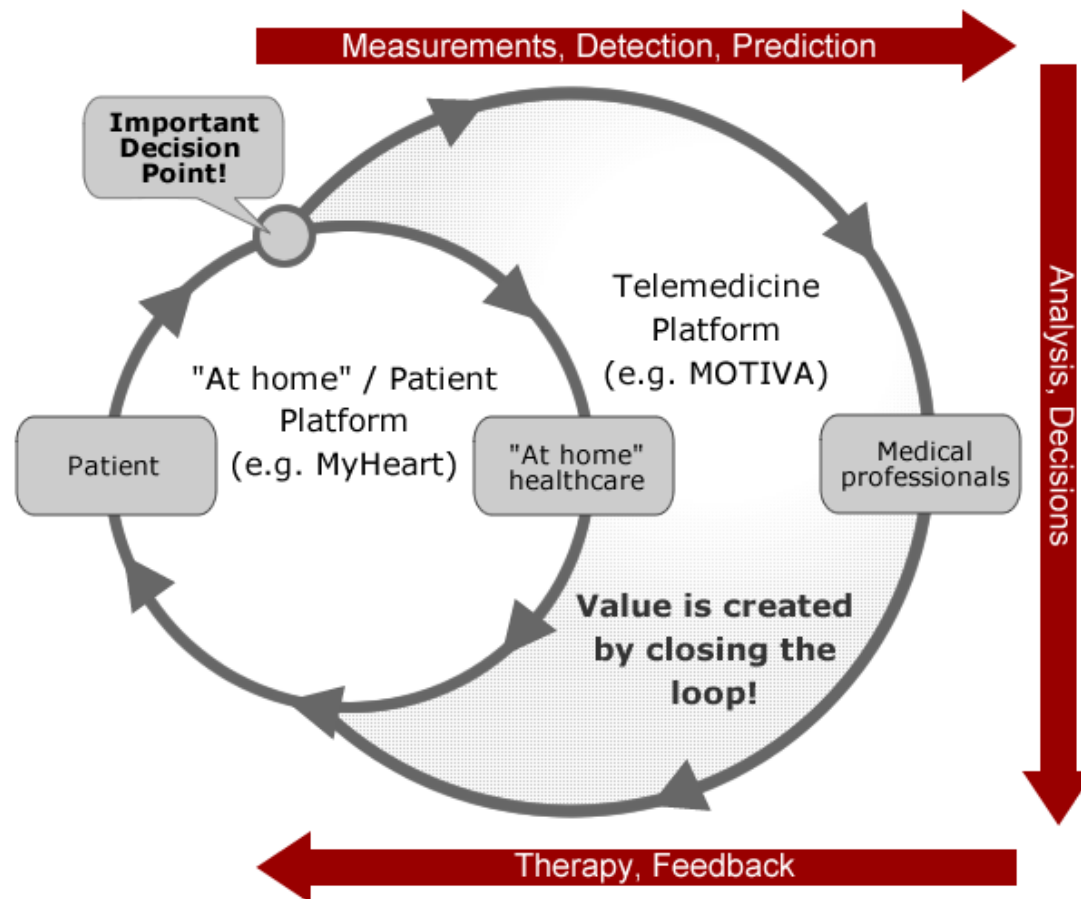 Measurements, Detection, Prediction
Important
Decision
Point!
Telemedicine
Platform
(e.g. MOTIVA)
"At home" / Patient
Platform
(e.g. MyHeart)
Patient
"At home"
healthcare
Medical
professionals
Analysis, Decisions
Value is created
by closing the
loop!
Therapy, Feedback